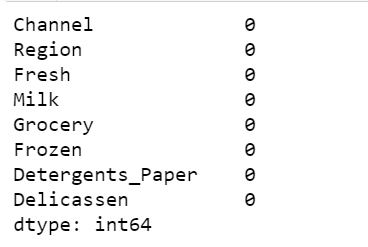 Channel 0
Region 0
Fresh 0
Milk 0
Grocery 0
Frozen 0
Detergents_Paper 0
Delicassen 0
dtype: int64